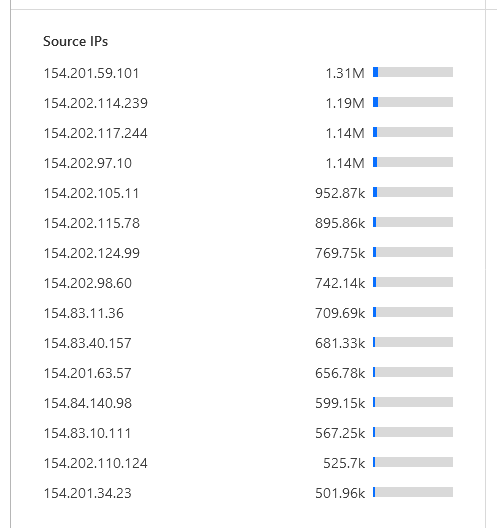 Source IPs
154.201.59.101 1.31M
154.202.114.239 1.19M
154.202.117.244 1.14M
154.202.97.10 1.14M
154.202.105.11 952.87k
154.202.115.78 895.86k
154.202.124.99 769.75k
154.202.98.60 742.14k
154.83.11.36 709.69k
154.83.40.157 681.33k
154.201.63.57 656.78k
154.84.140.98 599.15k
154.83.10.111 567.25k
154.202.110.124 525.7k
154.201.34.23 501.96k